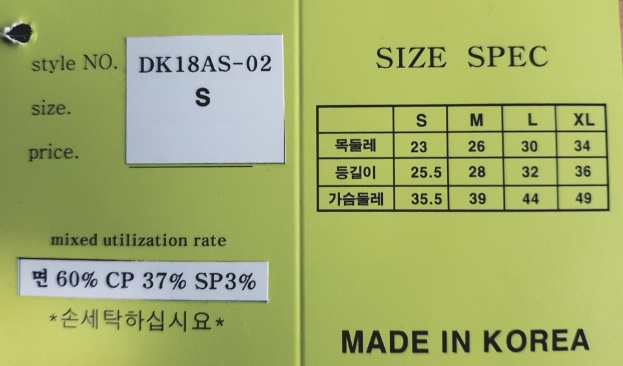 style NO. DK18AS-02
size. S
price.
mixed utilization rate
면 60% CP 37% SP3%
*손세탁하십시요*
SIZE SPEC
S M L XL
목둘레 23 26 30 34
등길이 25.5 28 32 36
가슴둘레 35.5 39 44 49
MADE IN KOREA